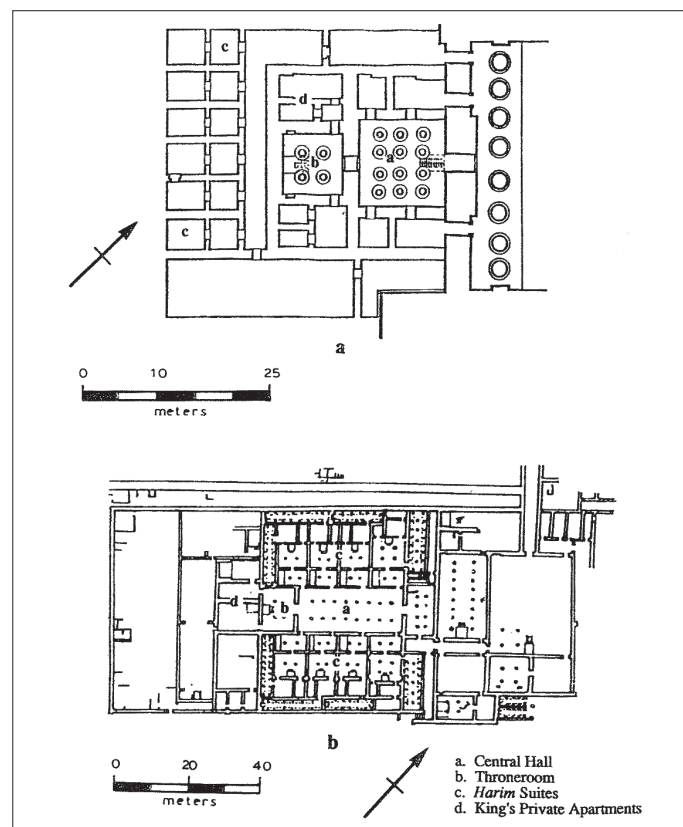 c
d
b
a
c
a
0 10 25
meters
c
d
b
a
c
b
0 20 40
meters
a. Central Hall
b. Throneroom
c. Harim Suites
d. King's Private Apartments